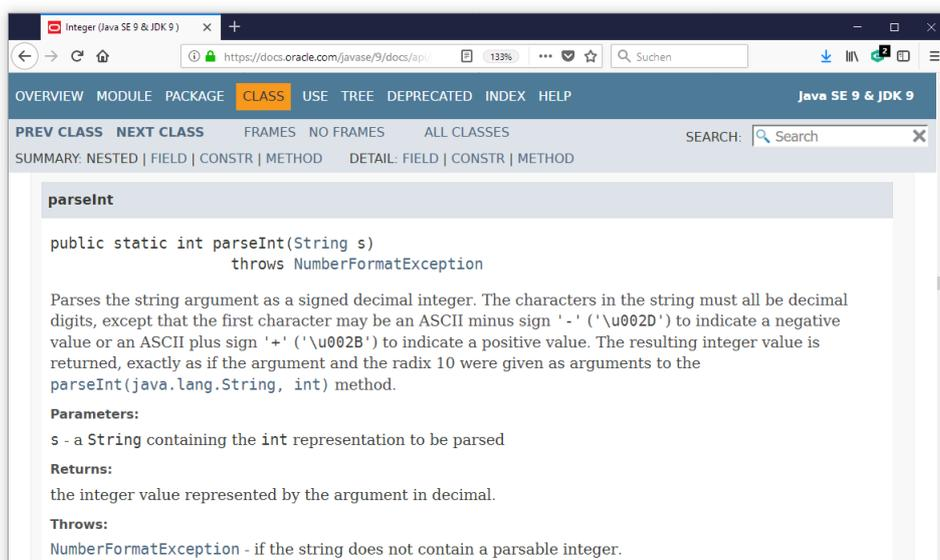 Integer (Java SE 9 & JDK 9 )
https://docs.oracle.com/javase/9/docs/api/ 133% Suchen 2
OVERVIEW MODULE PACKAGE CLASS USE TREE DEPRECATED INDEX HELP Java SE 9 & JDK 9
PREV CLASS NEXT CLASS FRAMES NO FRAMES ALL CLASSES SEARCH: Search
SUMMARY: NESTED | FIELD | CONSTR | METHOD DETAIL: FIELD | CONSTR | METHOD
parseInt
public static int parseInt(String s)
throws NumberFormatException
Parses the string argument as a signed decimal integer. The characters in the string must all be decimal
digits, except that the first character may be an ASCII minus sign '-' ('\u002D') to indicate a negative
value or an ASCII plus sign '+' ('\u002B') to indicate a positive value. The resulting integer value is
returned, exactly as if the argument and the radix 10 were given as arguments to the
parseInt(java.lang.String, int) method.
Parameters:
s - a String containing the int representation to be parsed
Returns:
the integer value represented by the argument in decimal.
Throws:
NumberFormatException - if the string does not contain a parsable integer.